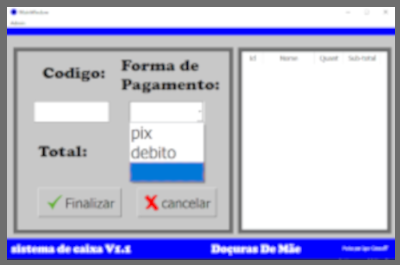 MainWindow
Codigo:
Forma de
Pagamento:
Total:
pix
debito
Finalizar
cancelar
Id Nome Quant Sub-total
sistema de caixa V1.1
Doçuras De Mãe